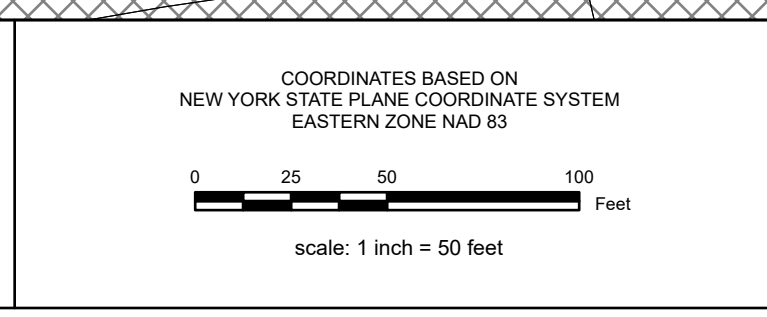 COORDINATES BASED ON
NEW YORK STATE PLANE COORDINATE SYSTEM
EASTERN ZONE NAD 83
0 25 50 100
Feet
scale: 1 inch = 50 feet